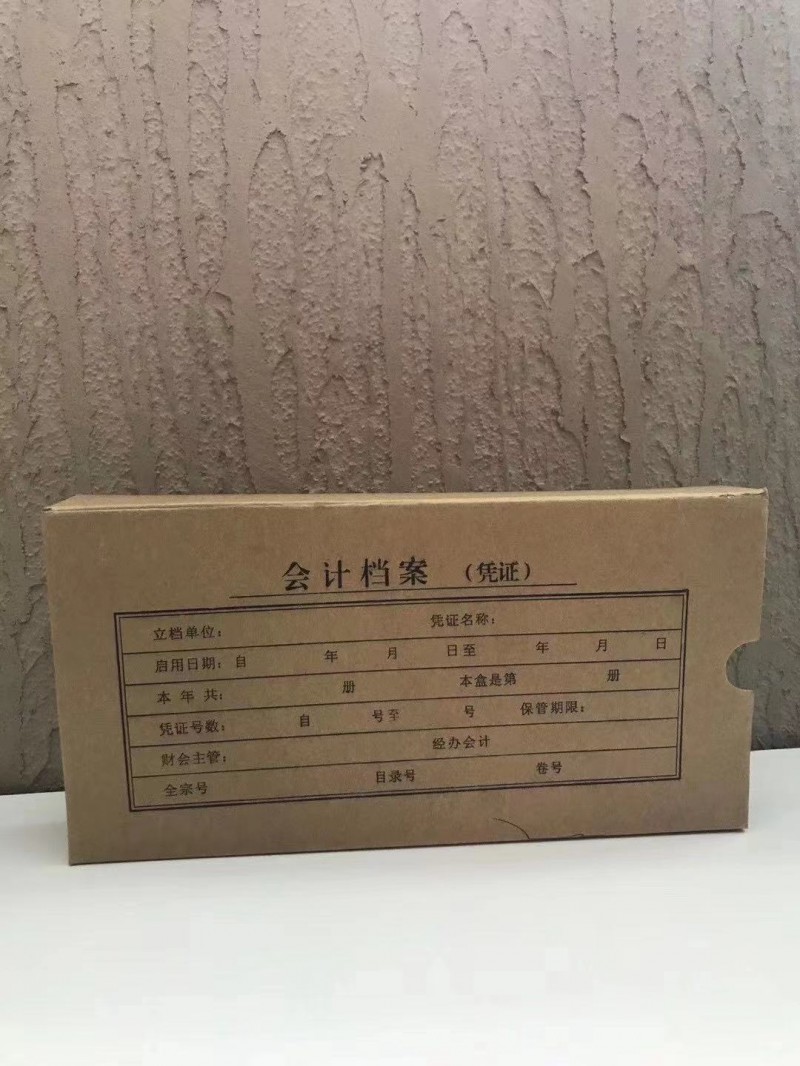 会计档案 （凭证）
立档单位： 凭证名称：
启用日期：自 年 月 日至 年 月 日
本年共： 册 本盒是第 册
凭证号数： 自 号至 号 保管期限：
财会主管： 经办会计
全宗号 目录号 卷号